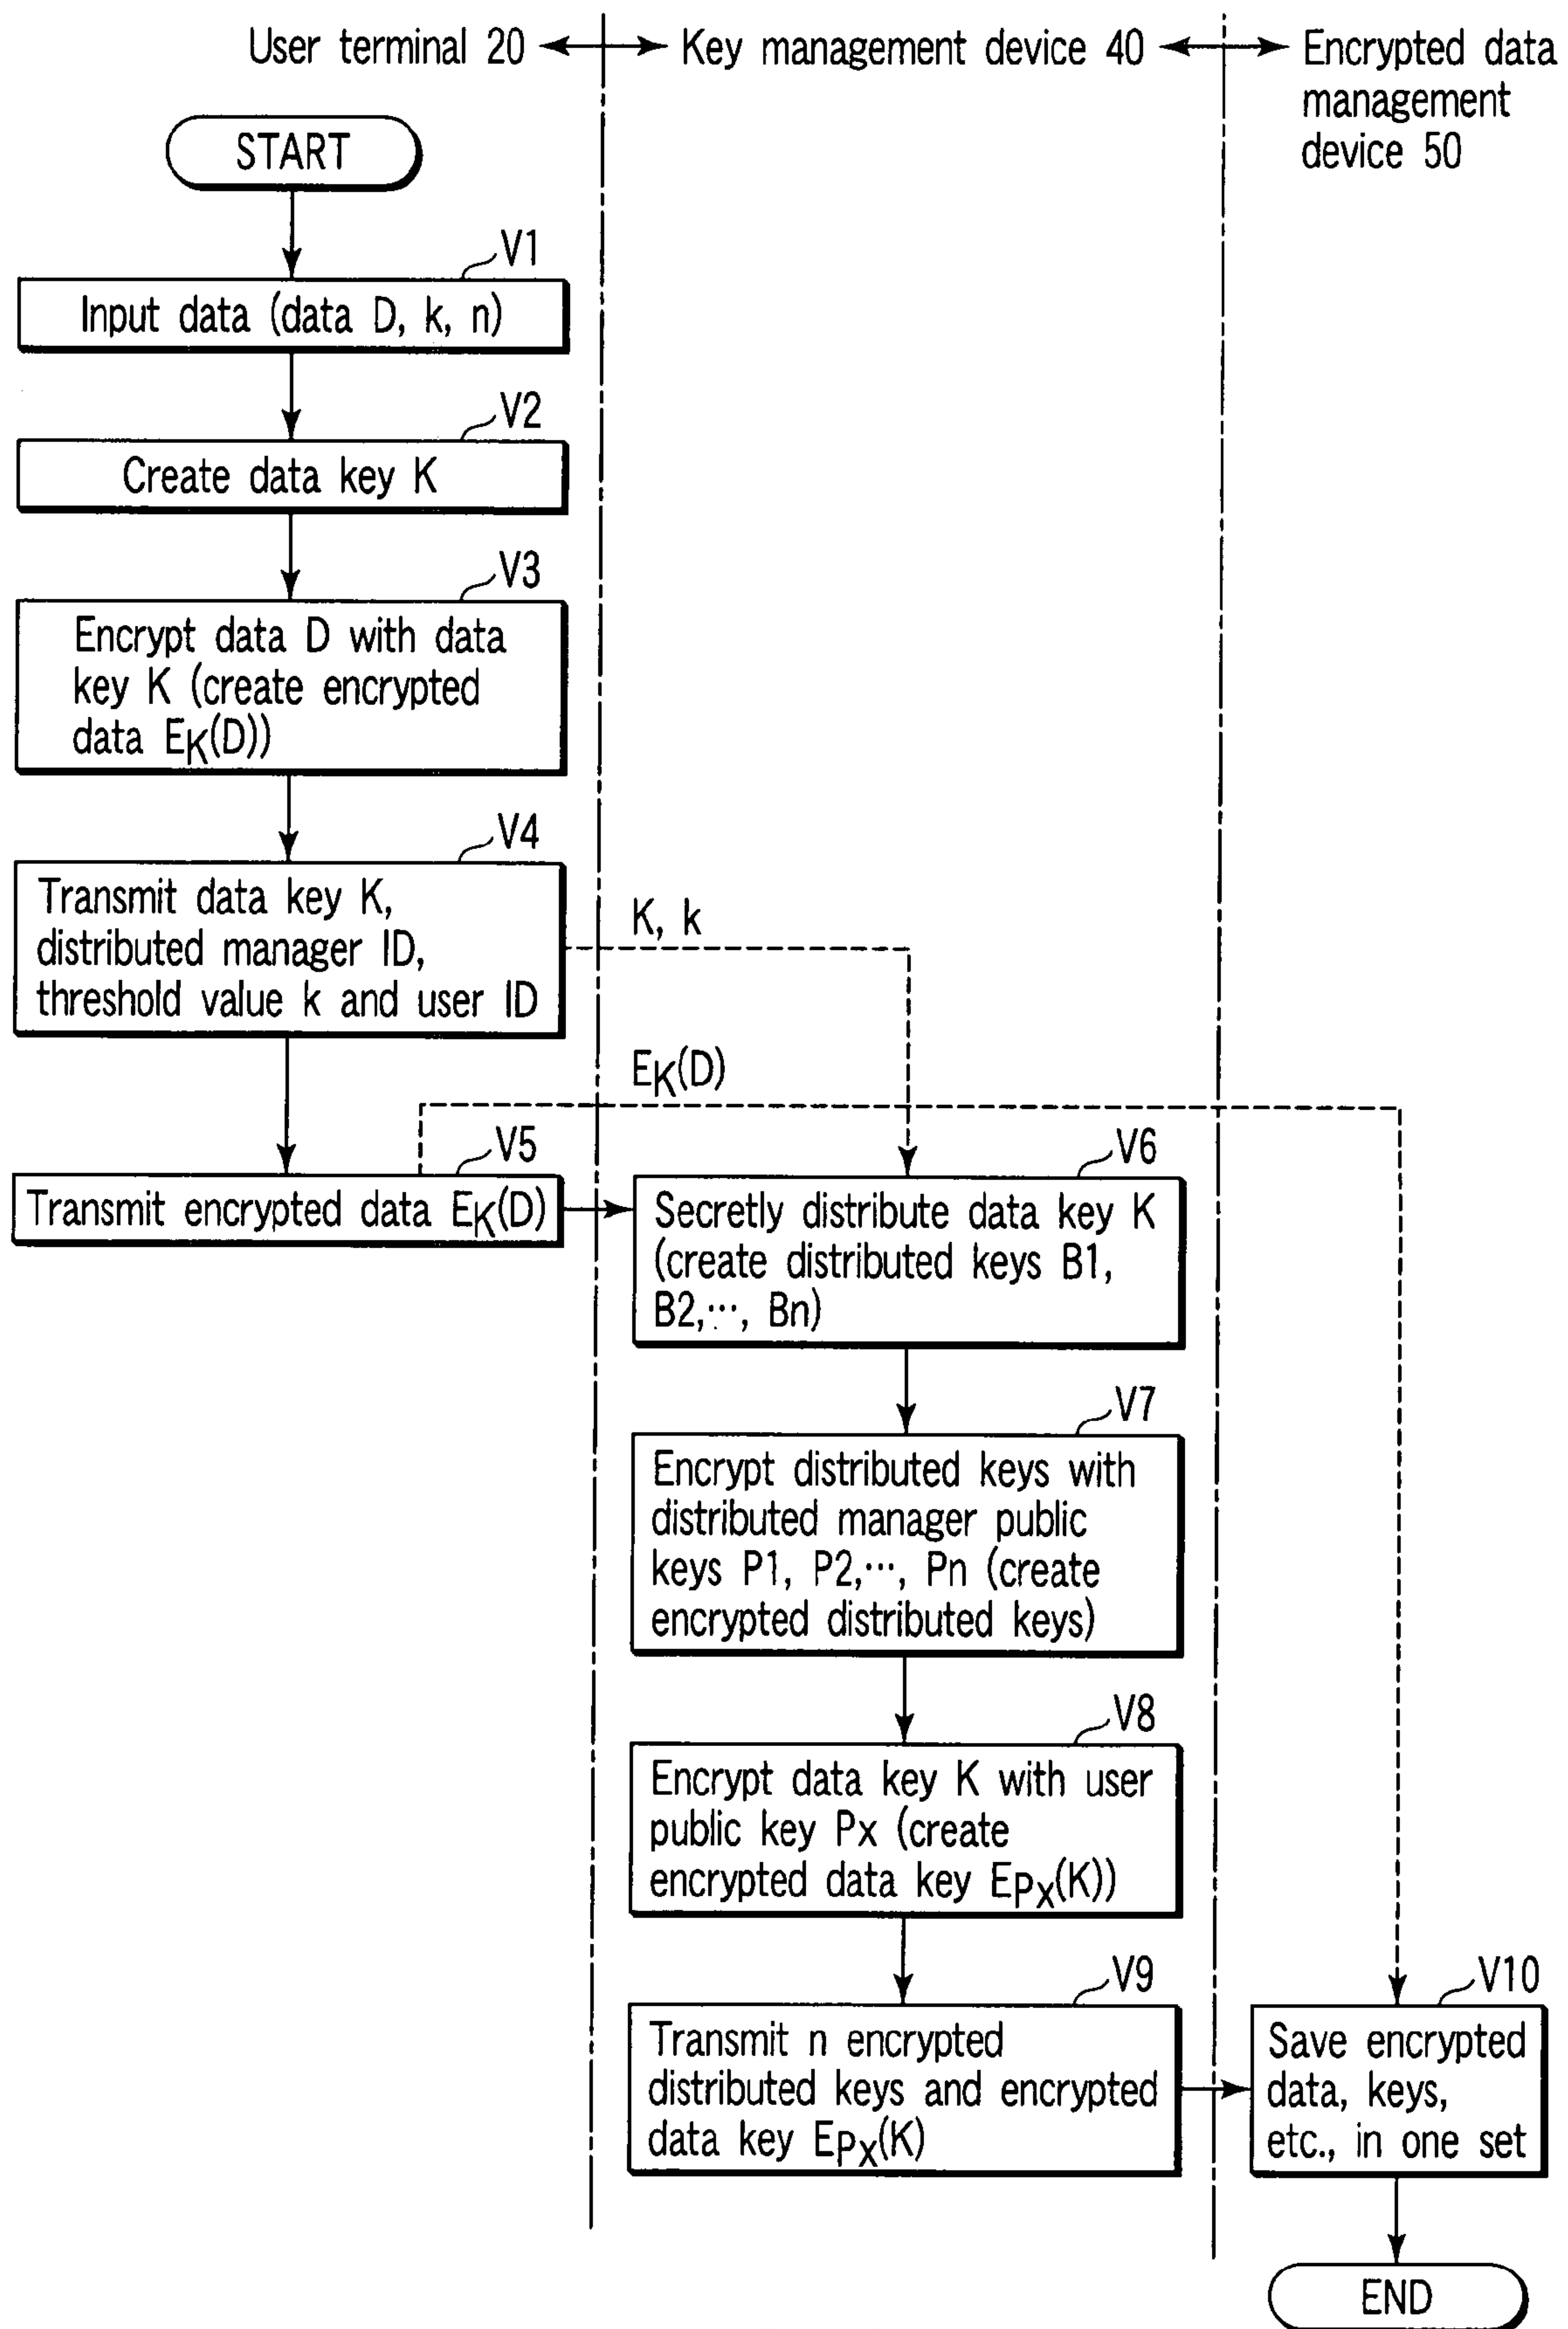 User terminal 20
Key management device 40
Encrypted data
management
device 50
START
V1
Input data (data D, k, n)
V2
Create data key K
V3
Encrypt data D with data
key K (create encrypted
data EK(D))
V4
Transmit data key K,
distributed manager ID,
threshold value k and user ID
K, k
EK(D)
V5
Transmit encrypted data EK(D)
V6
Secretly distribute data key K
(create distributed keys B1,
B2,···, Bn)
V7
Encrypt distributed keys with
distributed manager public
keys P1, P2,···, Pn (create
encrypted distributed keys)
V8
Encrypt data key K with user
public key Px (create
encrypted data key EPx(K))
V9
Transmit n encrypted
distributed keys and encrypted
data key EPx(K)
V10
Save encrypted
data, keys,
etc., in one set
END